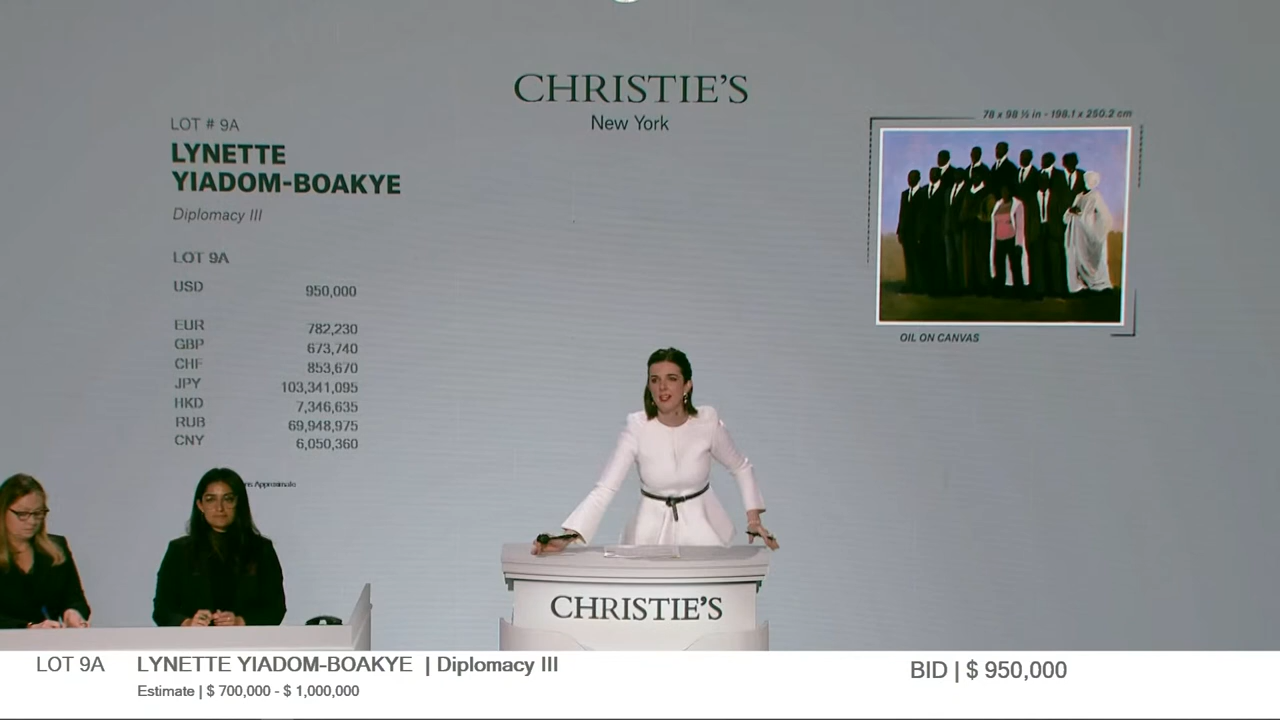 CHRISTIE'S
New York
LOT # 9A
LYNETTE
YIADOM-BOAKYE
Diplomacy III
LOT 9A
USD 950,000
EUR 782,230
GBP 673,740
CHF 853,670
JPY 103,341,095
HKD 7,346,635
RUB 69,948,975
CNY 6,050,360
Approximate
78 x 98 ½ in - 198.1 x 250.2 cm
OIL ON CANVAS
CHRISTIE'S
LOT 9A LYNETTE YIADOM-BOAKYE | Diplomacy III
Estimate | $ 700,000 - $ 1,000,000
BID | $ 950,000